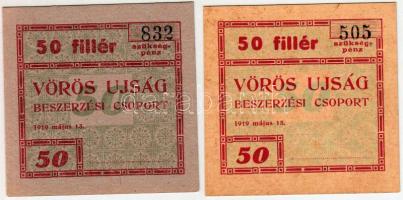 50 fillér
832
szükség-
pénz
VÖRÖS UJSÁG
BESZERZÉSI CSOPORT
1919 május 15.
50
50 fillér
505
szükség-
pénz
VÖRÖS UJSÁG
BESZERZÉSI CSOPORT
1919 május 15.
50